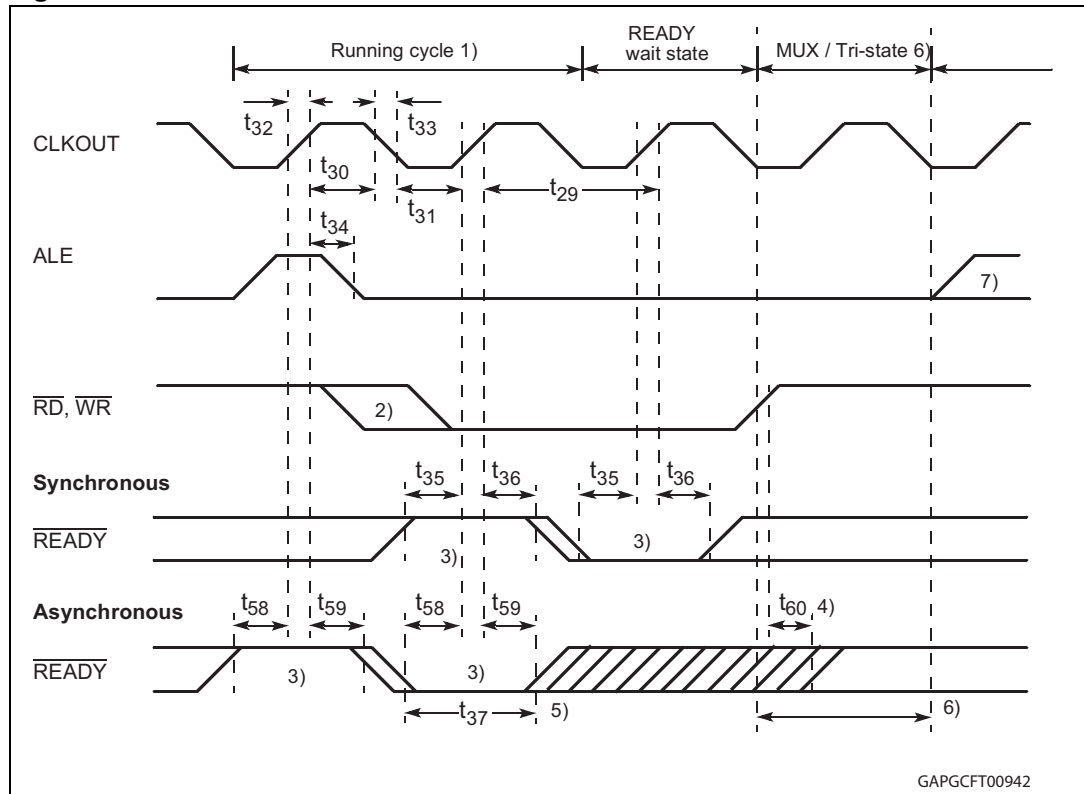 READY
Running cycle 1)
wait state
MUX / Tri-state 6)
t32
t33
CLKOUT
t30
t31
t29
t34
ALE
7)
RD, WR
2)
Synchronous
t35
t36
t35
t36
READY
3)
3)
Asynchronous
t58
t59
t58
t59
t60 4)
READY
3)
3)
t37
5)
6)
GAPGCFT00942